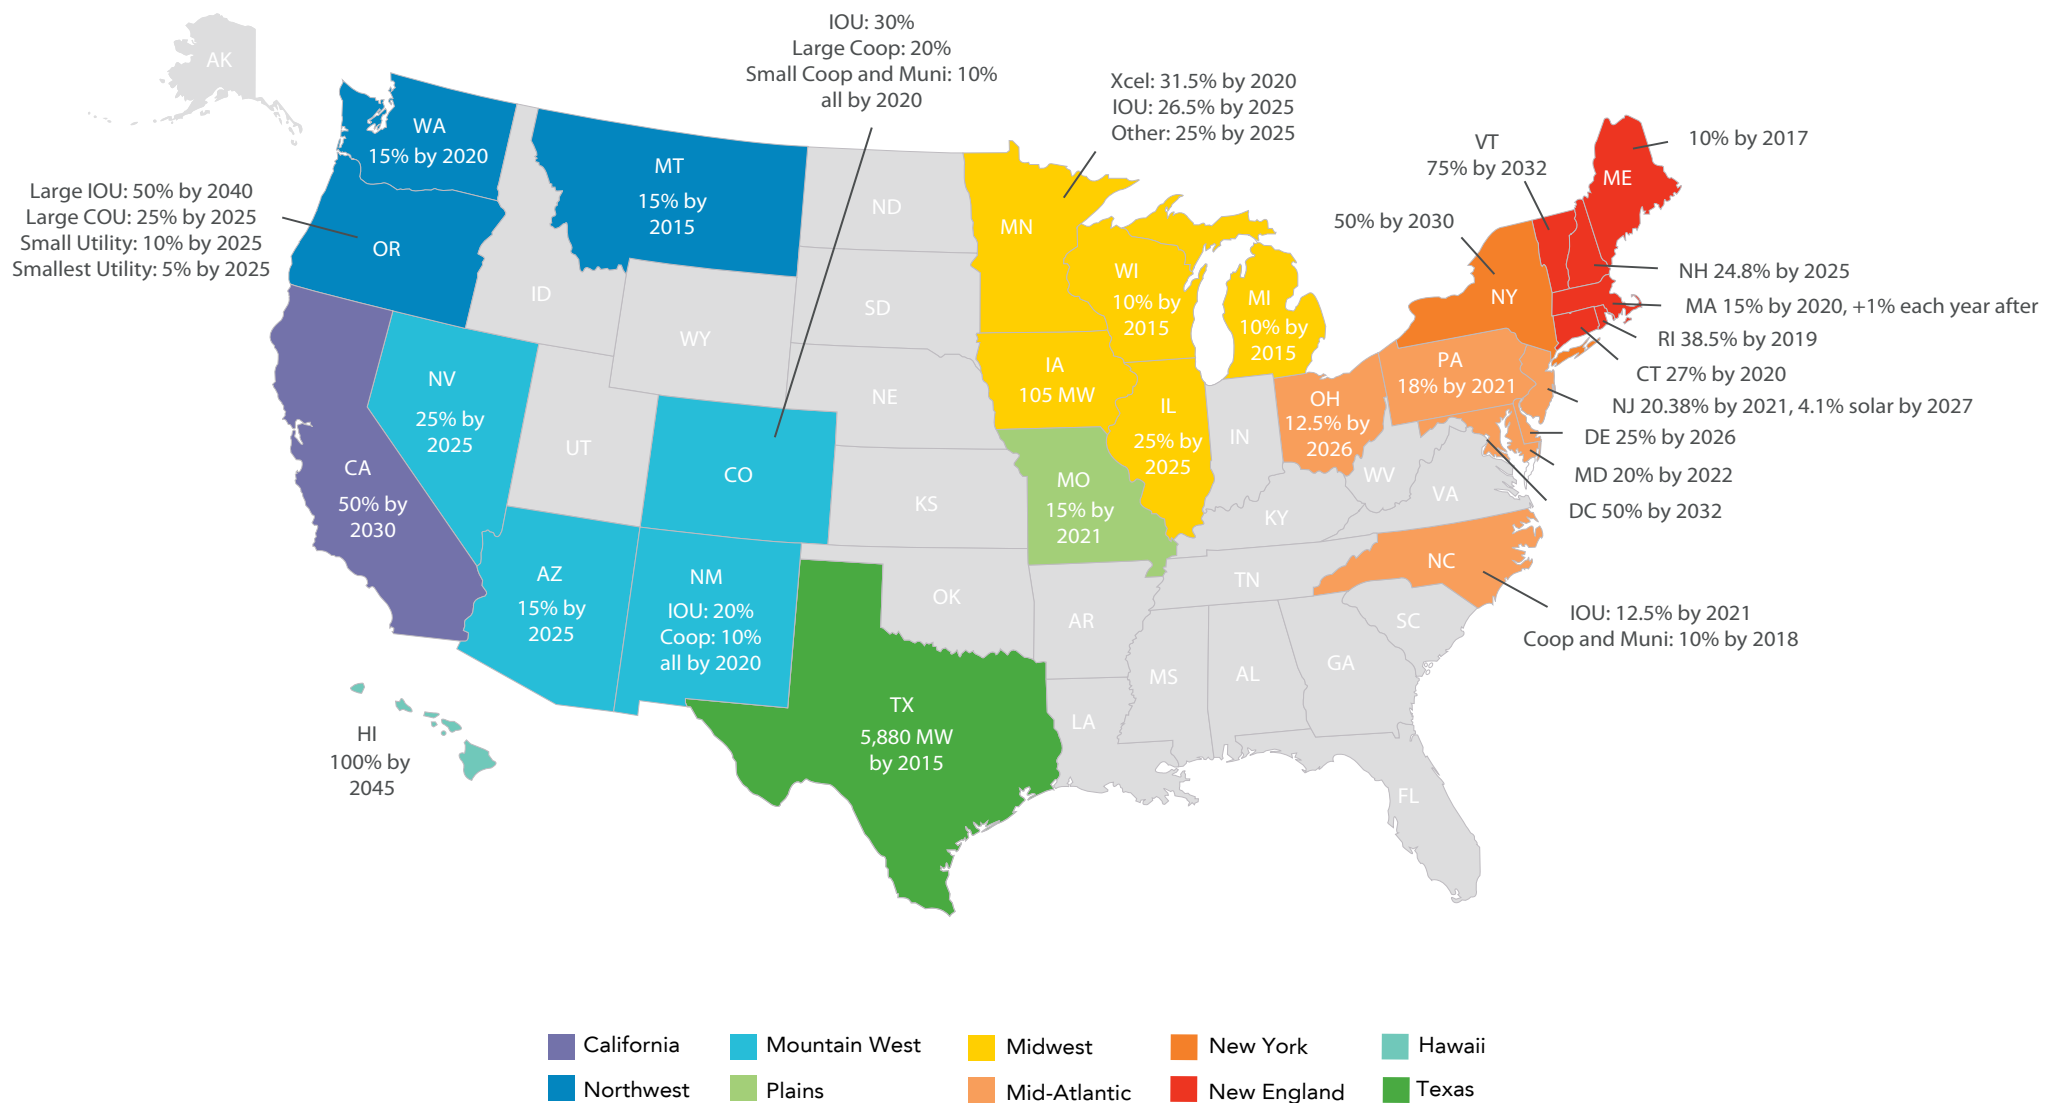 AK
IOU: 30%
Large Coop: 20%
Small Coop and Muni: 10%
all by 2020
Xcel: 31.5% by 2020
IOU: 26.5% by 2025
Other: 25% by 2025
WA
15% by 2020
MT
15% by
2015
Large IOU: 50% by 2040
Large COU: 25% by 2025
Small Utility: 10% by 2025
Smallest Utility: 5% by 2025
OR
ID
WY
ND
SD
NE
KS
OK
MN
WI
10% by
2015
MI
10% by
2015
IA
105 MW
IL
25% by
2025
IN
OH
12.5% by
2026
PA
18% by 2021
VT
75% by 2032
50% by 2030
NY
ME
10% by 2017
NH 24.8% by 2025
MA 15% by 2020, +1% each year after
RI 38.5% by 2019
CT 27% by 2020
NJ 20.38% by 2021, 4.1% solar by 2027
DE 25% by 2026
MD 20% by 2022
DC 50% by 2032
NV
25% by
2025
UT
CO
CA
50% by
2030
AZ
15% by
2025
NM
IOU: 20%
Coop: 10%
all by 2020
MO
15% by
2021
WV
VA
KY
TN
NC
IOU: 12.5% by 2021
Coop and Muni: 10% by 2018
AR
SC
MS
AL
GA
LA
FL
TX
5,880 MW
by 2015
HI
100% by
2045
California
Mountain West
Midwest
New York
Hawaii
Northwest
Plains
Mid-Atlantic
New England
Texas